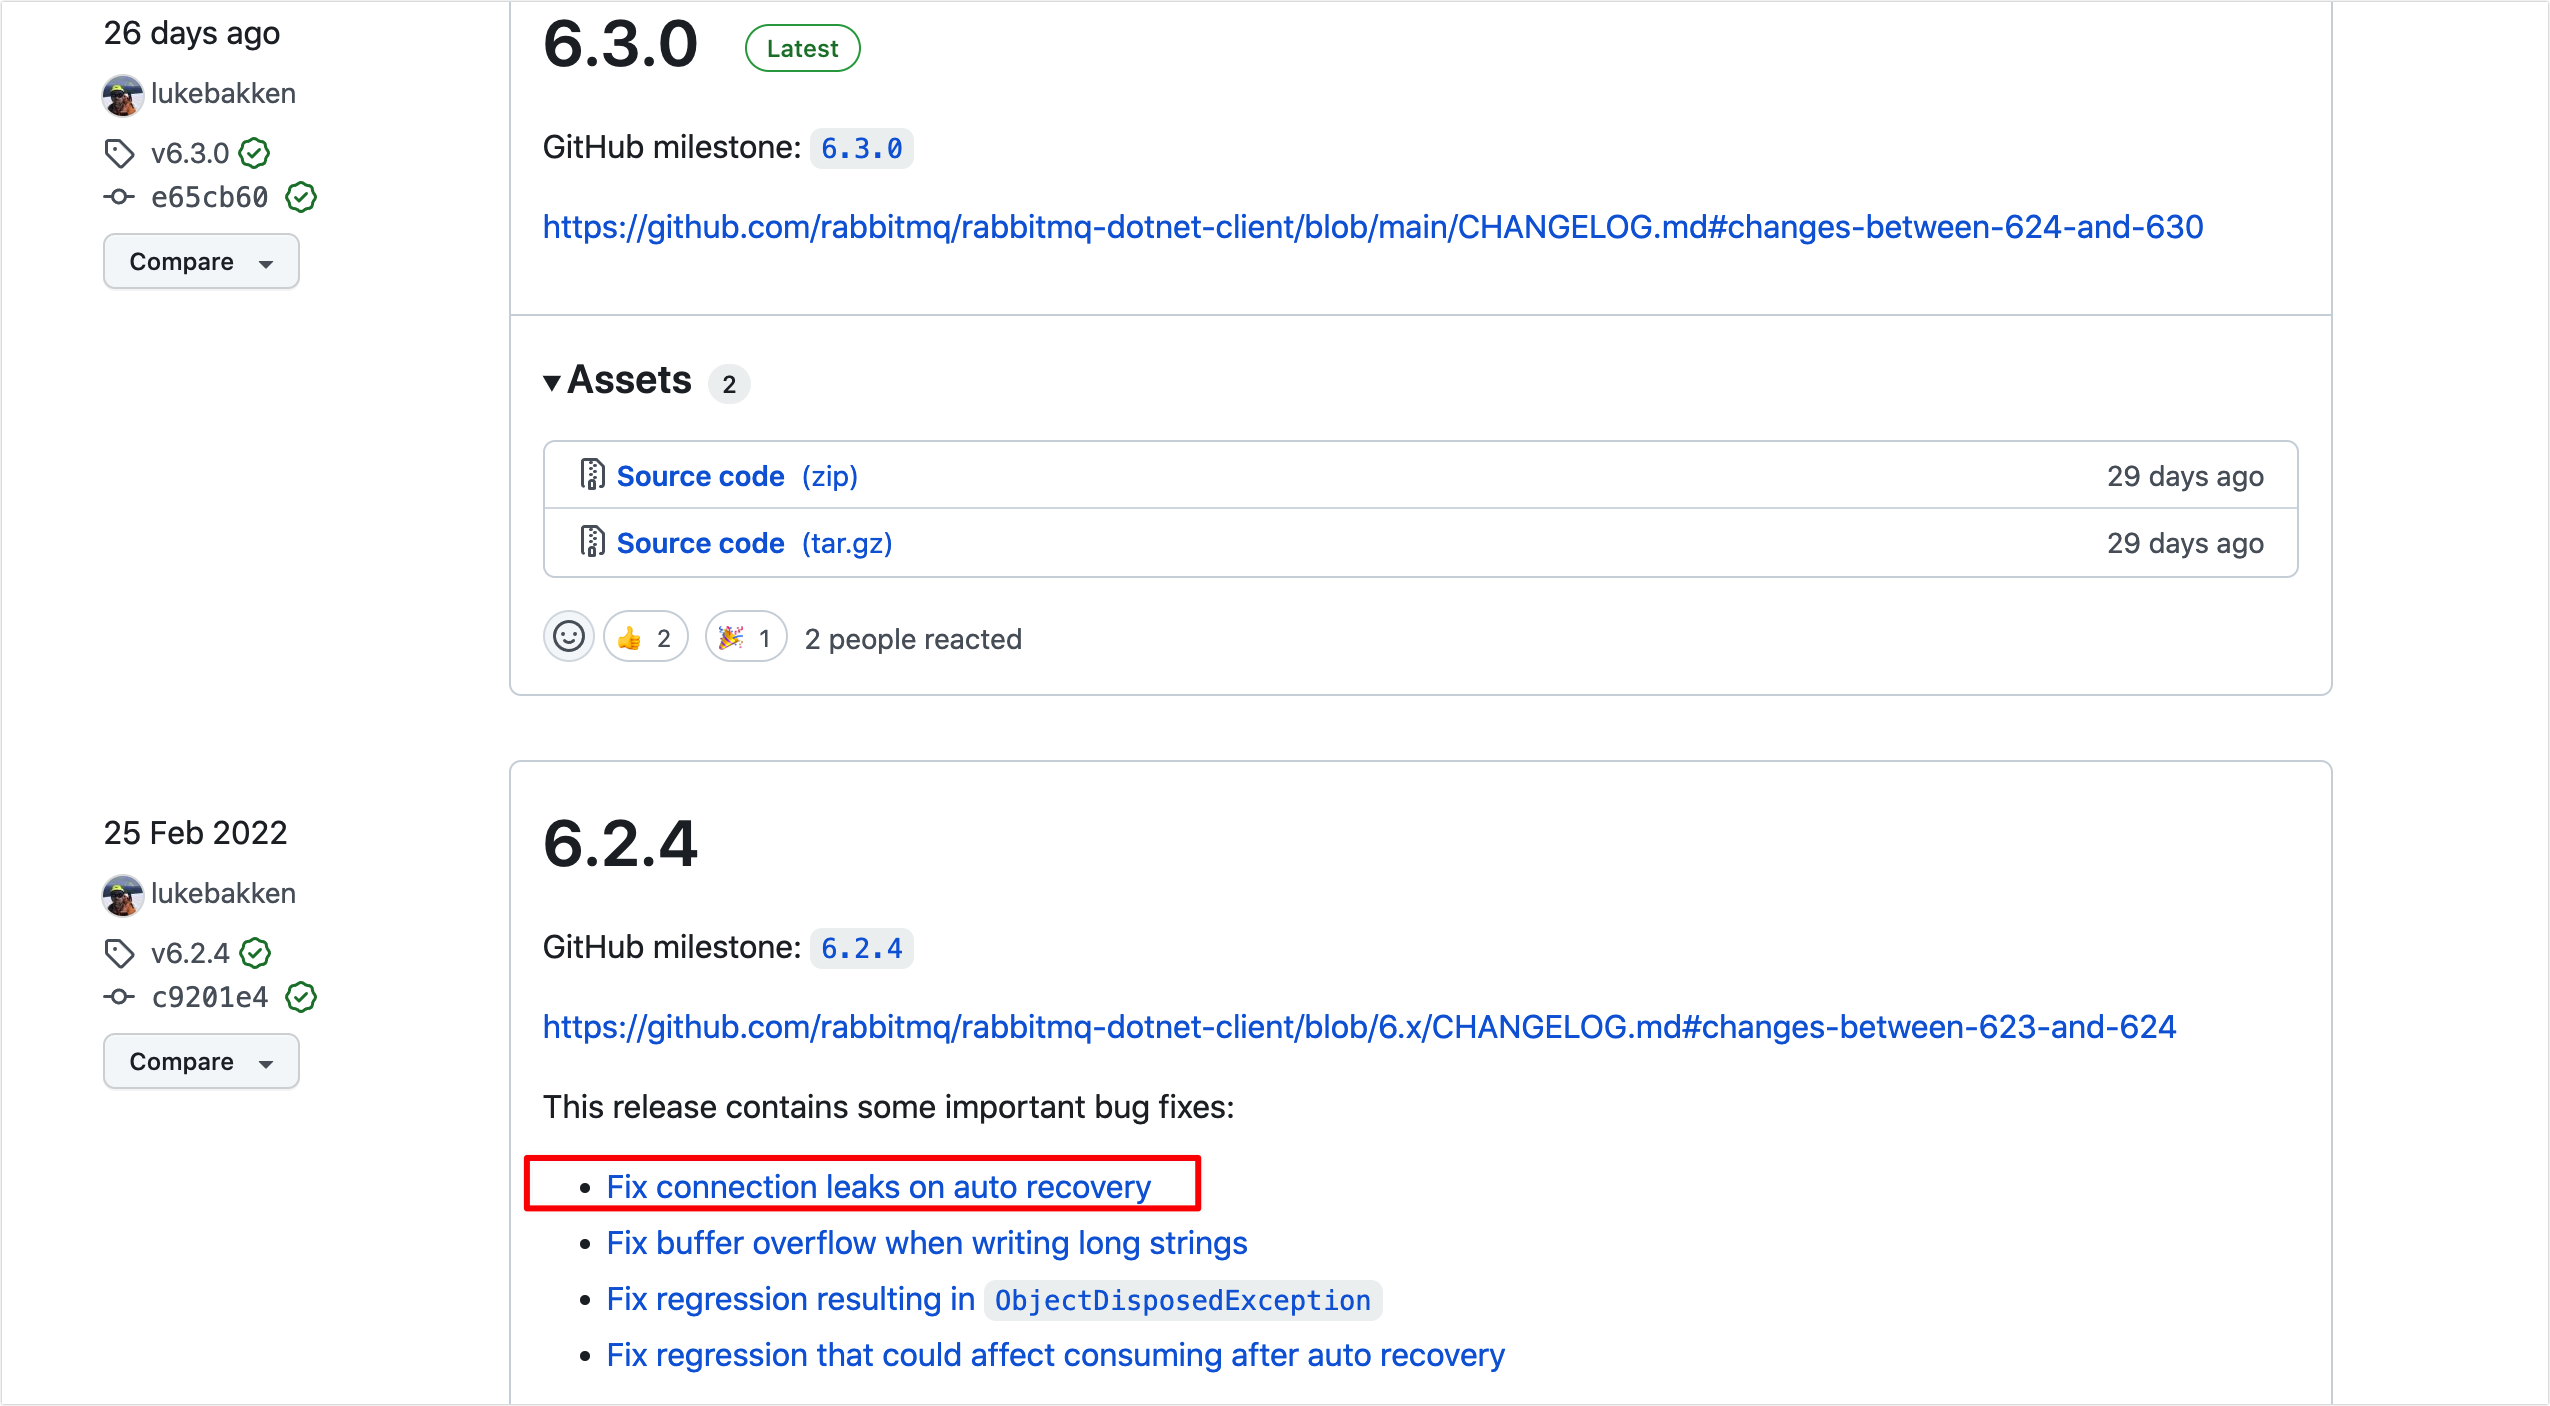 26 days ago
lukebakken
v6.3.0
e65cb60
Compare
6.3.0 Latest
GitHub milestone: 6.3.0
https://github.com/rabbitmq/rabbitmq-dotnet-client/blob/main/CHANGELOG.md#changes-between-624-and-630
Assets 2
Source code (zip) 29 days ago
Source code (tar.gz) 29 days ago
👍 2 🎉 1 2 people reacted
25 Feb 2022
lukebakken
v6.2.4
c9201e4
Compare
6.2.4
GitHub milestone: 6.2.4
https://github.com/rabbitmq/rabbitmq-dotnet-client/blob/6.x/CHANGELOG.md#changes-between-623-and-624
This release contains some important bug fixes:
• Fix connection leaks on auto recovery
• Fix buffer overflow when writing long strings
• Fix regression resulting in ObjectDisposedException
• Fix regression that could affect consuming after auto recovery